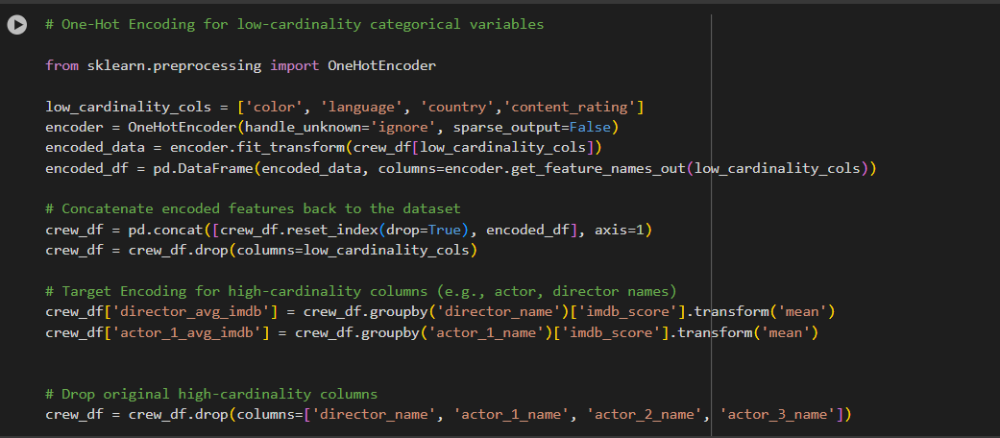 # One-Hot Encoding for low-cardinality categorical variables
from sklearn.preprocessing import OneHotEncoder
low_cardinality_cols = ['color', 'language', 'country','content_rating']
encoder = OneHotEncoder(handle_unknown='ignore', sparse_output=False)
encoded_data = encoder.fit_transform(crew_df[low_cardinality_cols])
encoded_df = pd.DataFrame(encoded_data, columns=encoder.get_feature_names_out(low_cardinality_cols))
# Concatenate encoded features back to the dataset
crew_df = pd.concat([crew_df.reset_index(drop=True), encoded_df], axis=1)
crew_df = crew_df.drop(columns=low_cardinality_cols)
# Target Encoding for high-cardinality columns (e.g., actor, director names)
crew_df['director_avg_imdb'] = crew_df.groupby('director_name')['imdb_score'].transform('mean')
crew_df['actor_1_avg_imdb'] = crew_df.groupby('actor_1_name')['imdb_score'].transform('mean')
# Drop original high-cardinality columns
crew_df = crew_df.drop(columns=['director_name', 'actor_1_name', 'actor_2_name', 'actor_3_name'])